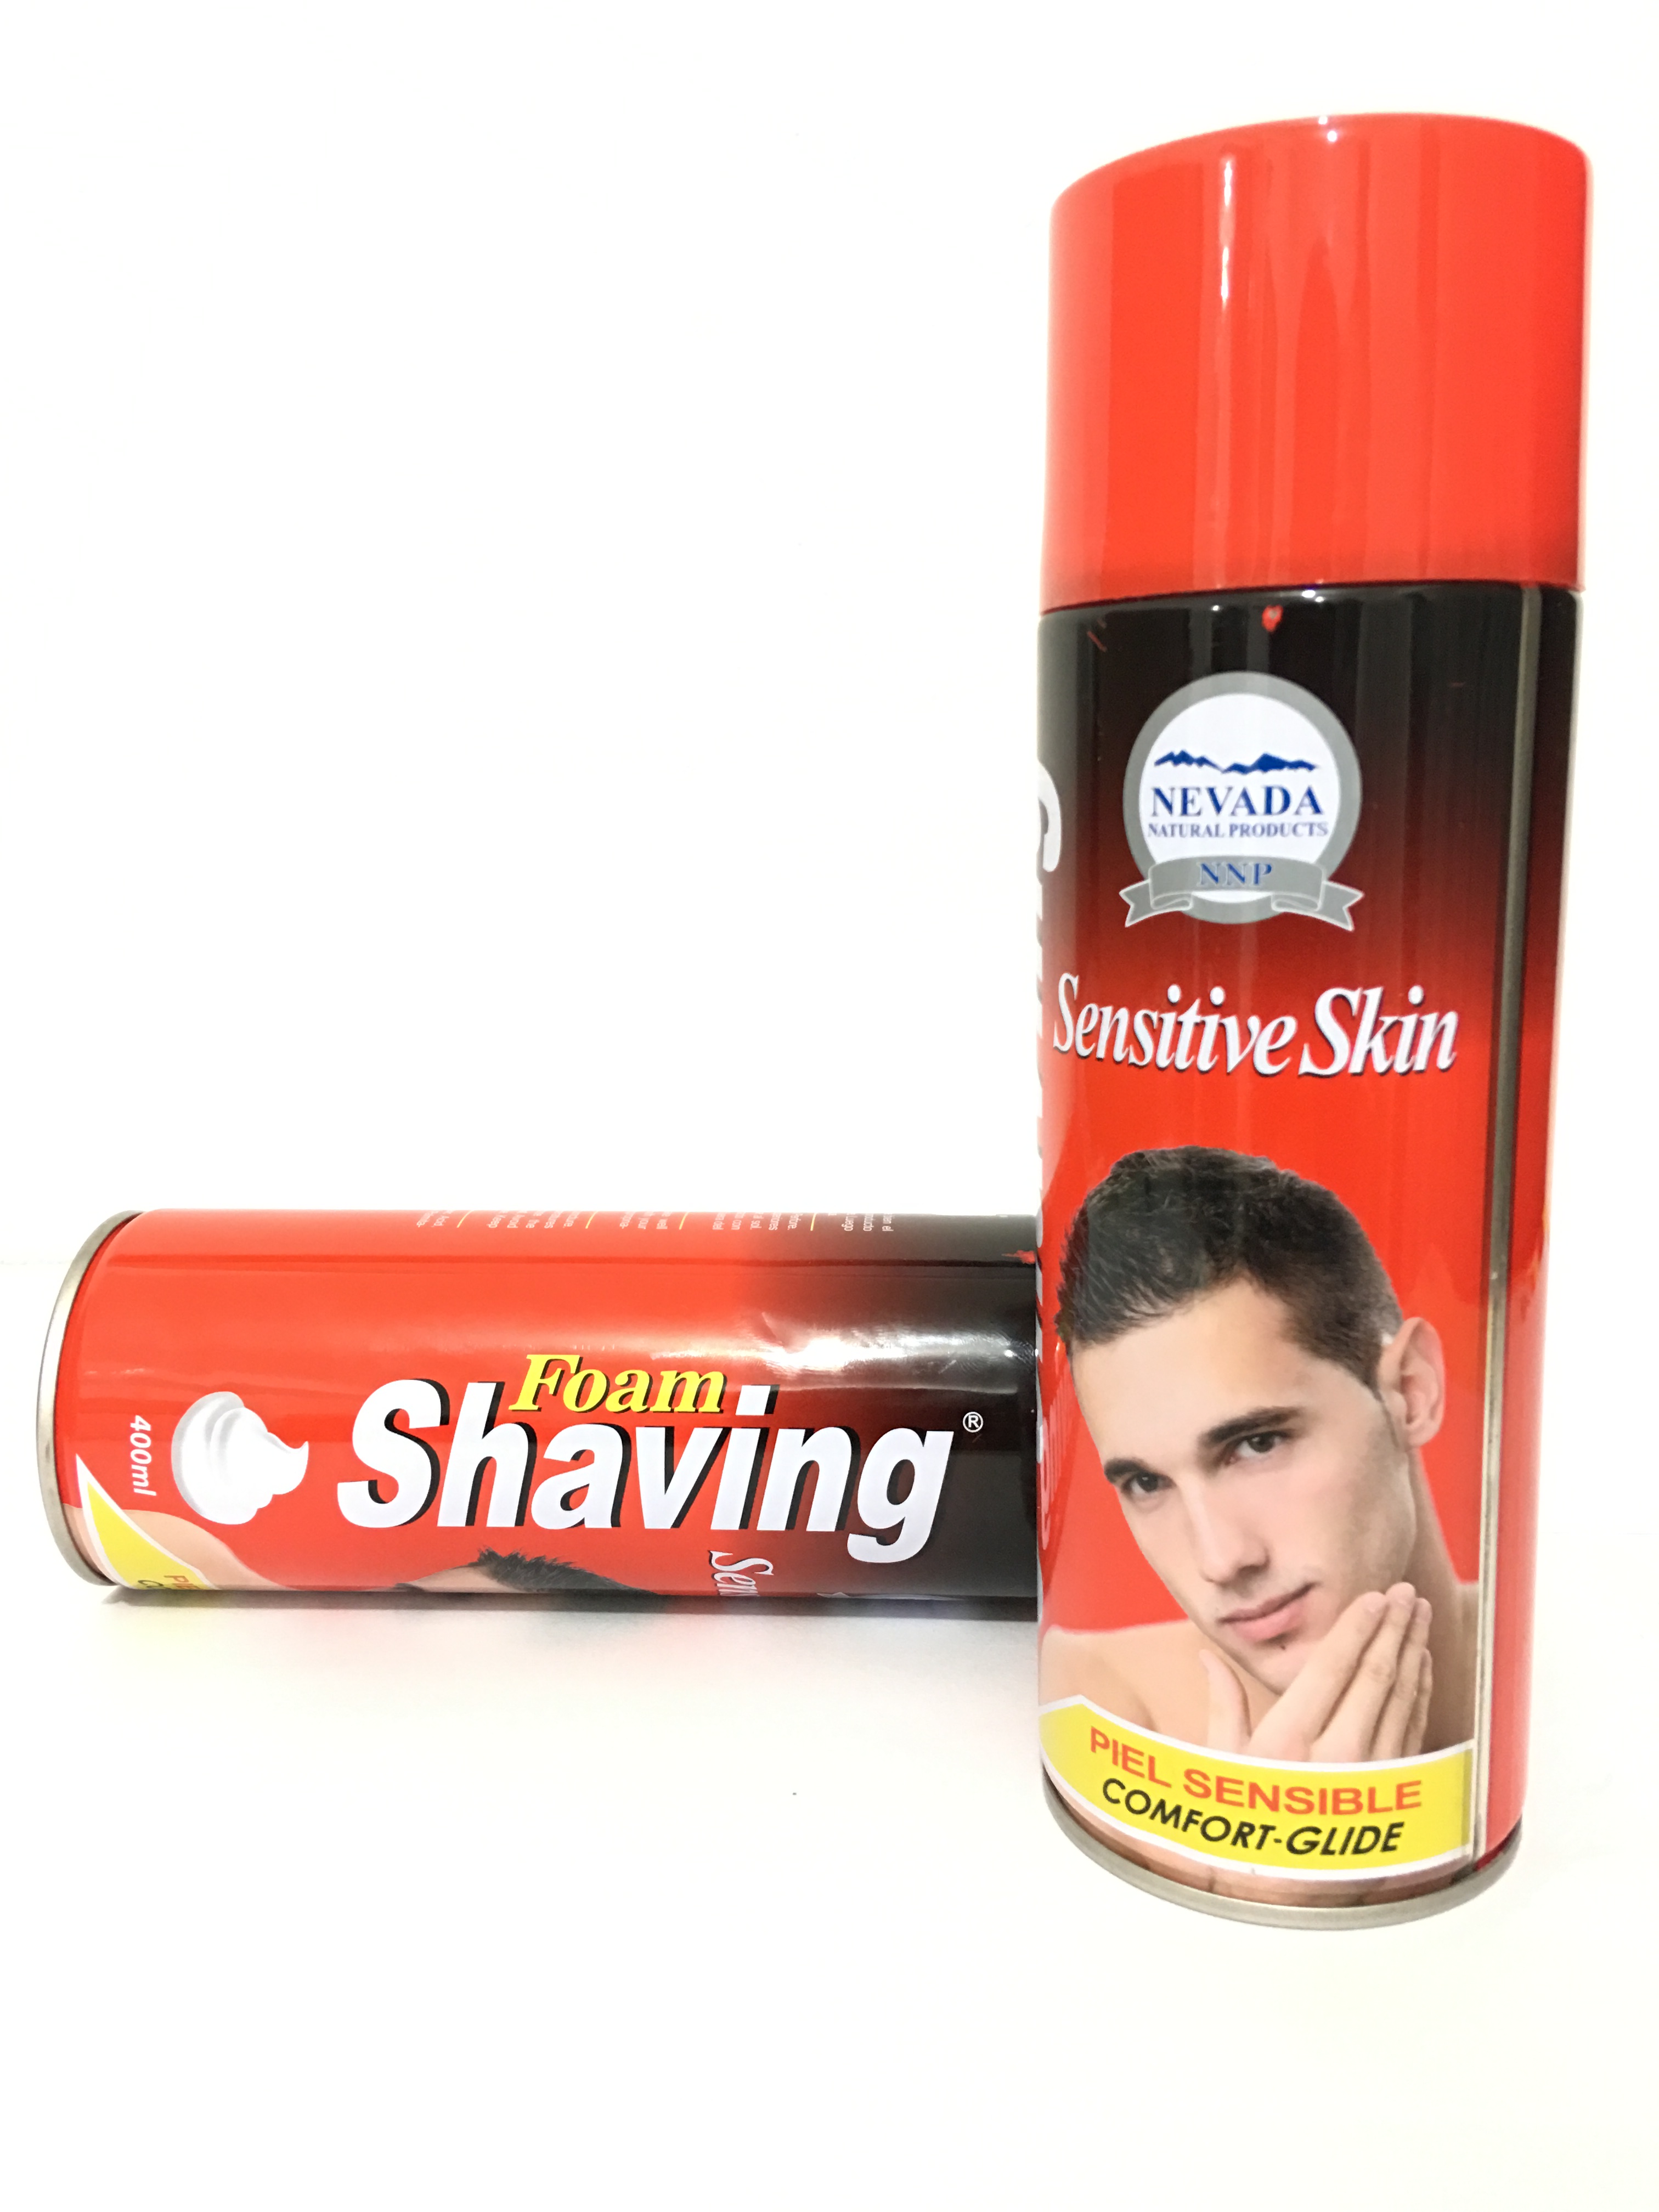 NEVADA
NATURAL PRODUCTS
NNP
Sensitive Skin
PIEL SENSIBLE
COMFORT-GLIDE
Foam
Shaving®
400ml